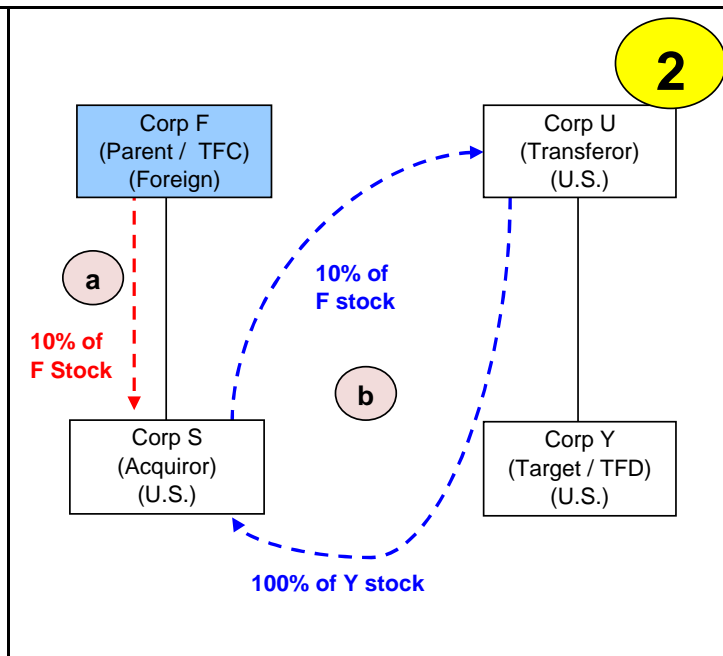 2
Corp F
(Parent / TFC)
(Foreign)
Corp U
(Transferor)
(U.S.)
a
10% of
F Stock
10% of
F stock
b
Corp S
(Acquiror)
(U.S.)
Corp Y
(Target / TFD)
(U.S.)
100% of Y stock